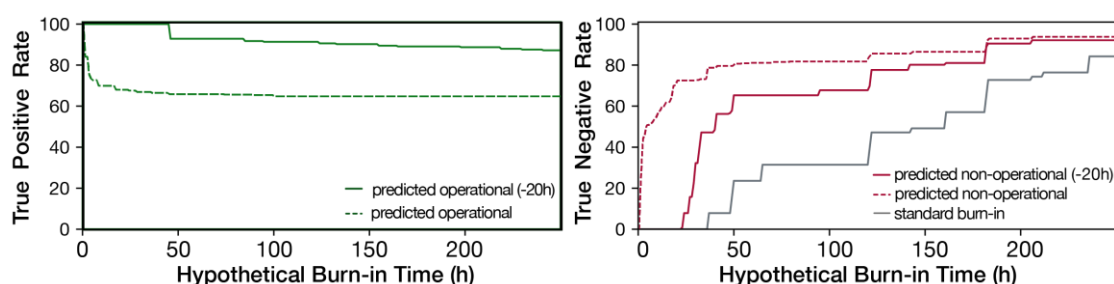 True Positive Rate
100
80
60
40
20
0
predicted operational (-20h)
predicted operational
0 50 100 150 200
Hypothetical Burn-in Time (h)
True Negative Rate
100
80
60
40
20
0
predicted non-operational (-20h)
predicted non-operational
standard burn-in
0 50 100 150 200
Hypothetical Burn-in Time (h)